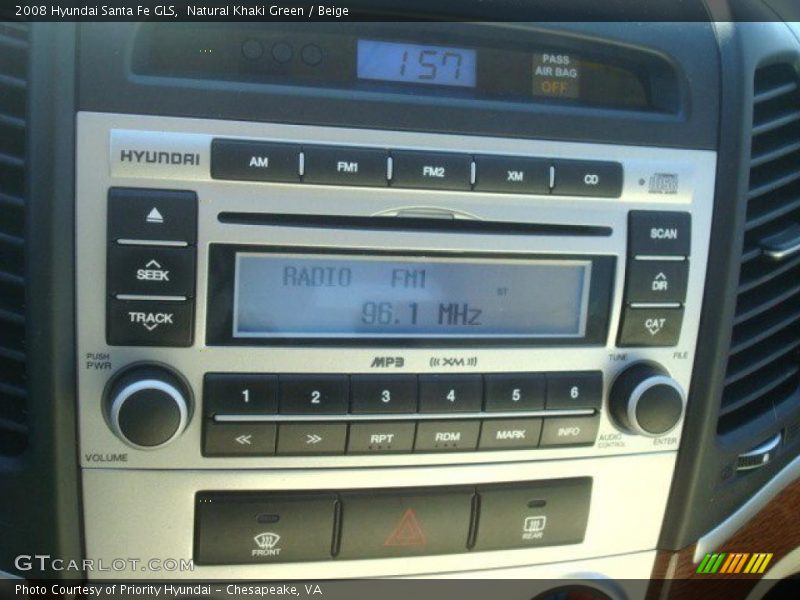 2008 Hyundai Santa Fe GLS, Natural Khaki Green / Beige
1:57
PASS
AIR BAG
OFF
HYUNDAI
AM FM1 FM2 XM CD
SEEK
TRACK
SCAN
DIR
CAT
RADIO FM1
ST
96.1 MHz
MP3 ((XM))
PUSH
PWR
VOLUME
TUNE FILE
AUDIO
CONTROL
ENTER
1 2 3 4 5 6
<< >> RPT RDM MARK INFO
FRONT
REAR
GTCARLOT.COM
Photo Courtesy of Priority Hyundai - Chesapeake, VA